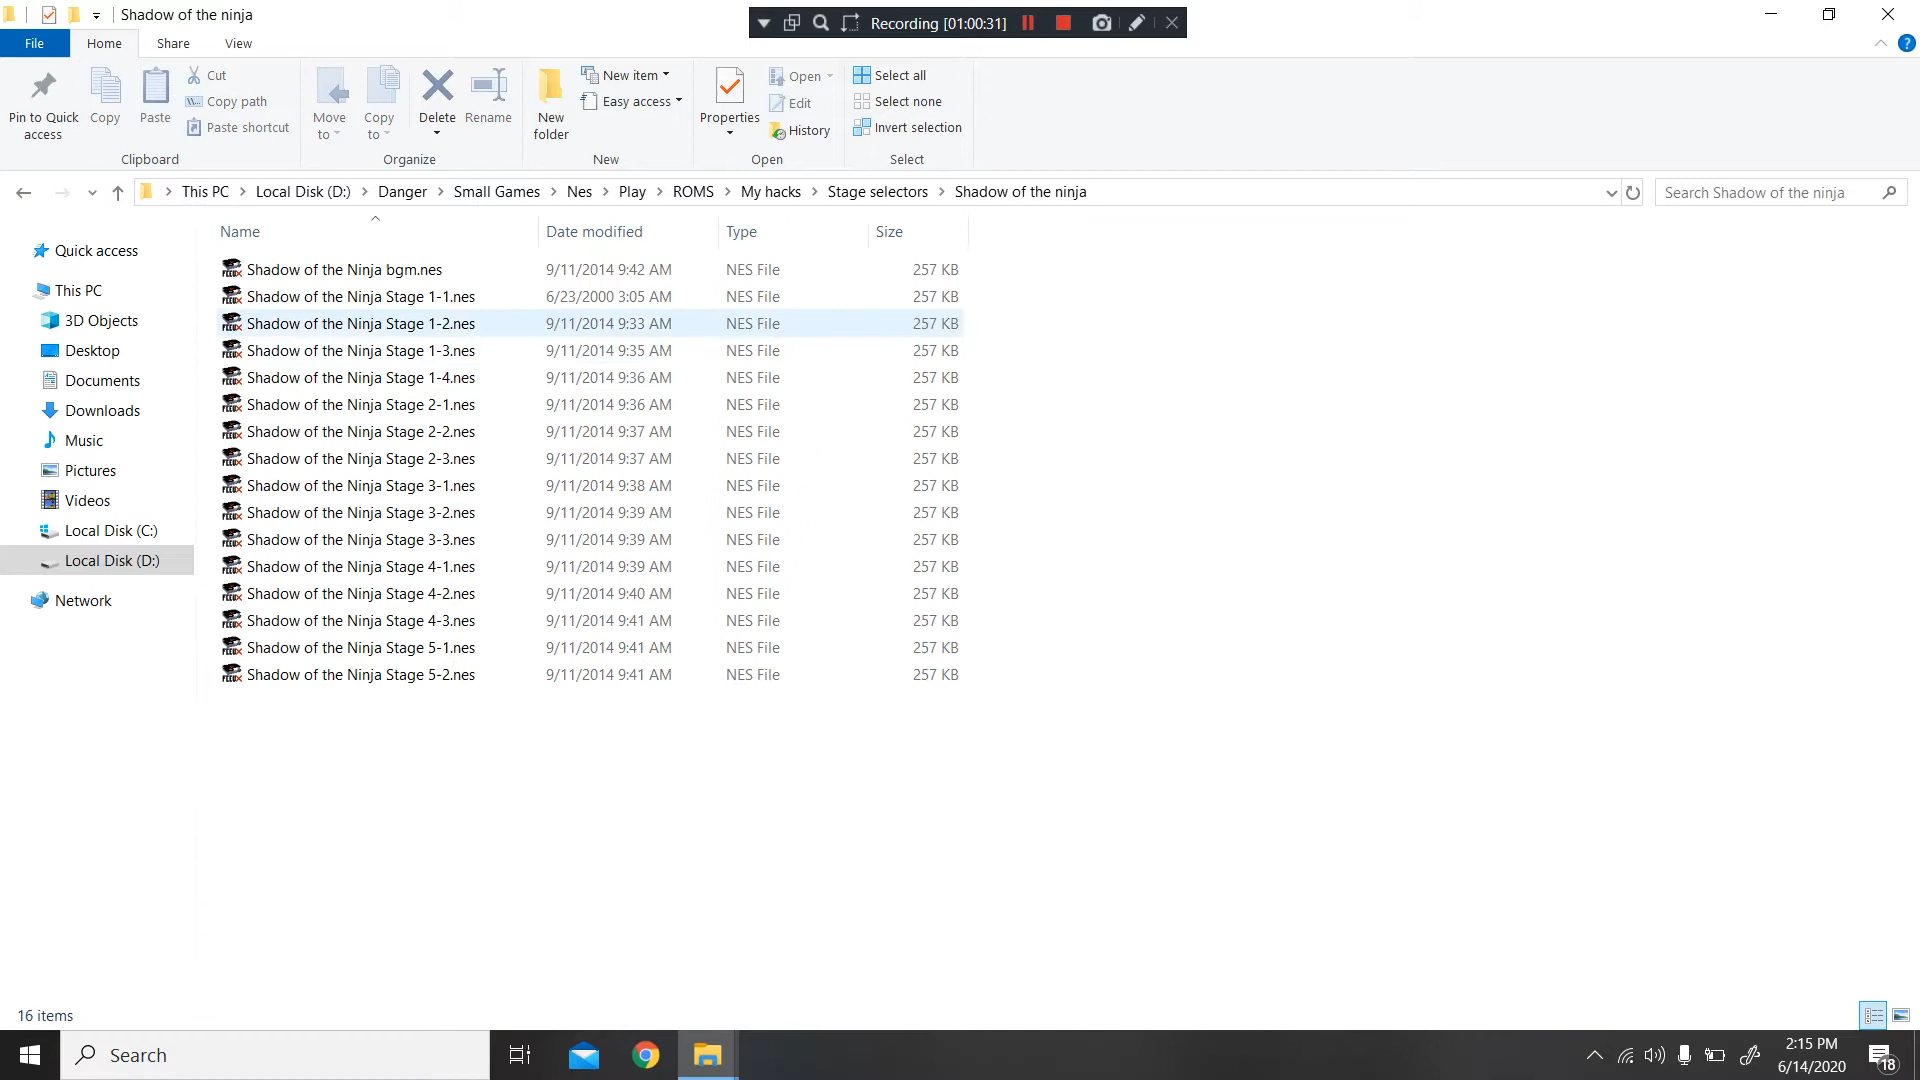 Shadow of the ninja
Recording [01:00:31]
File Home Share View
Pin to Quick access
Copy
Paste
Cut
Copy path
Paste shortcut
Clipboard
Move to
Copy to
Delete
Rename
Organize
New folder
New item
Easy access
New
Properties
Open
Edit
History
Open
Select all
Select none
Invert selection
Select
This PC > Local Disk (D:) > Danger > Small Games > Nes > Play > ROMS > My hacks > Stage selectors > Shadow of the ninja
Search Shadow of the ninja
Quick access
This PC
3D Objects
Desktop
Documents
Downloads
Music
Pictures
Videos
Local Disk (C:)
Local Disk (D:)
Network
Name Date modified Type Size
Shadow of the Ninja bgm.nes 9/11/2014 9:42 AM NES File 257 KB
Shadow of the Ninja Stage 1-1.nes 6/23/2000 3:05 AM NES File 257 KB
Shadow of the Ninja Stage 1-2.nes 9/11/2014 9:33 AM NES File 257 KB
Shadow of the Ninja Stage 1-3.nes 9/11/2014 9:35 AM NES File 257 KB
Shadow of the Ninja Stage 1-4.nes 9/11/2014 9:36 AM NES File 257 KB
Shadow of the Ninja Stage 2-1.nes 9/11/2014 9:36 AM NES File 257 KB
Shadow of the Ninja Stage 2-2.nes 9/11/2014 9:37 AM NES File 257 KB
Shadow of the Ninja Stage 2-3.nes 9/11/2014 9:37 AM NES File 257 KB
Shadow of the Ninja Stage 3-1.nes 9/11/2014 9:38 AM NES File 257 KB
Shadow of the Ninja Stage 3-2.nes 9/11/2014 9:39 AM NES File 257 KB
Shadow of the Ninja Stage 3-3.nes 9/11/2014 9:39 AM NES File 257 KB
Shadow of the Ninja Stage 4-1.nes 9/11/2014 9:39 AM NES File 257 KB
Shadow of the Ninja Stage 4-2.nes 9/11/2014 9:40 AM NES File 257 KB
Shadow of the Ninja Stage 4-3.nes 9/11/2014 9:41 AM NES File 257 KB
Shadow of the Ninja Stage 5-1.nes 9/11/2014 9:41 AM NES File 257 KB
Shadow of the Ninja Stage 5-2.nes 9/11/2014 9:41 AM NES File 257 KB
16 items
Search
2:15 PM
6/14/2020
18